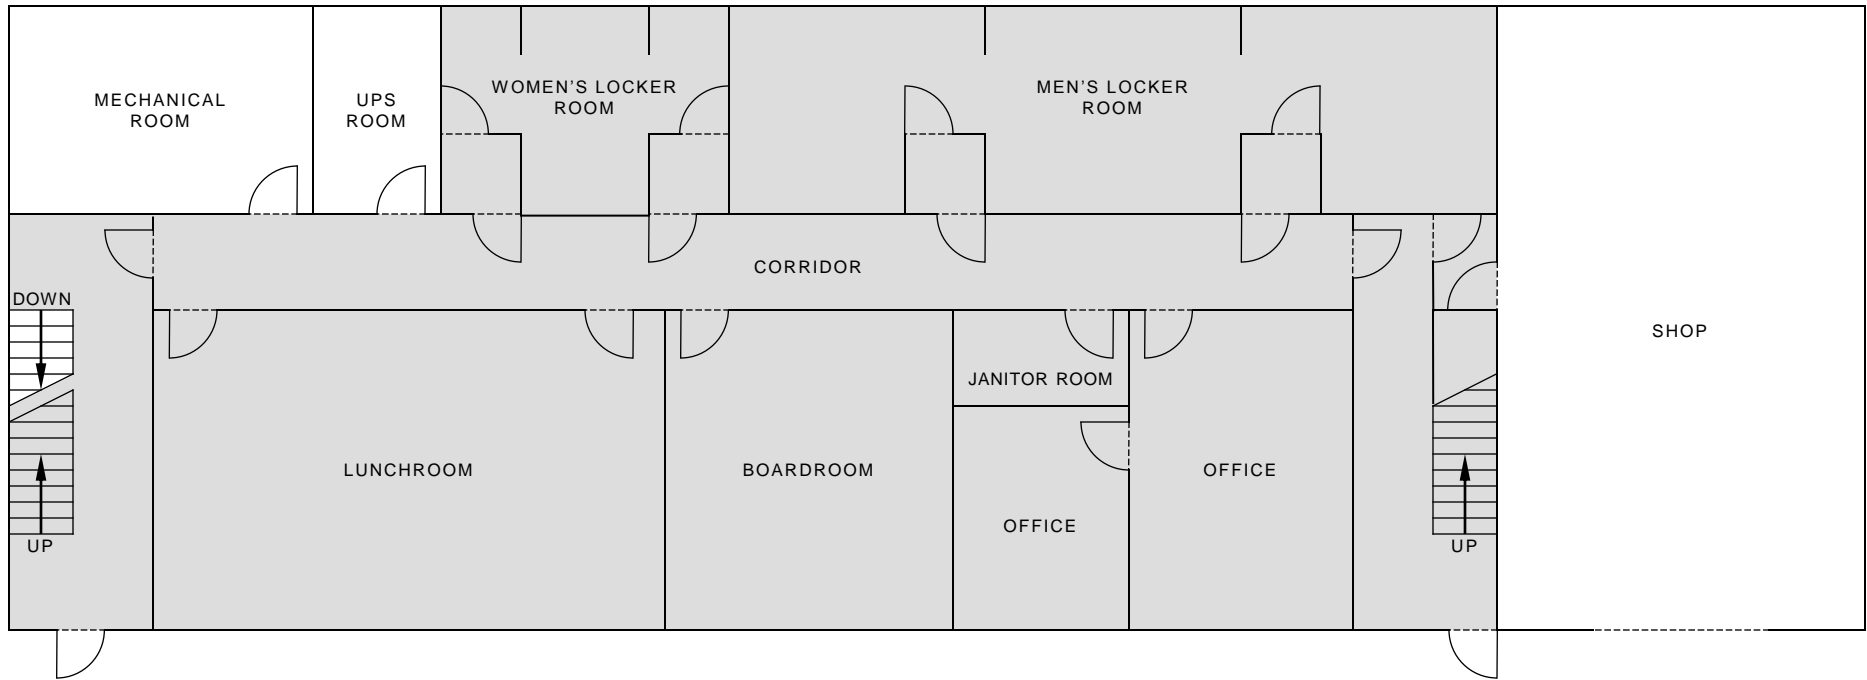 MECHANICAL
ROOM
UPS
ROOM
WOMEN'S LOCKER
ROOM
MEN'S LOCKER
ROOM
CORRIDOR
DOWN
SHOP
JANITOR ROOM
LUNCHROOM
BOARDROOM
OFFICE
OFFICE
UP
UP